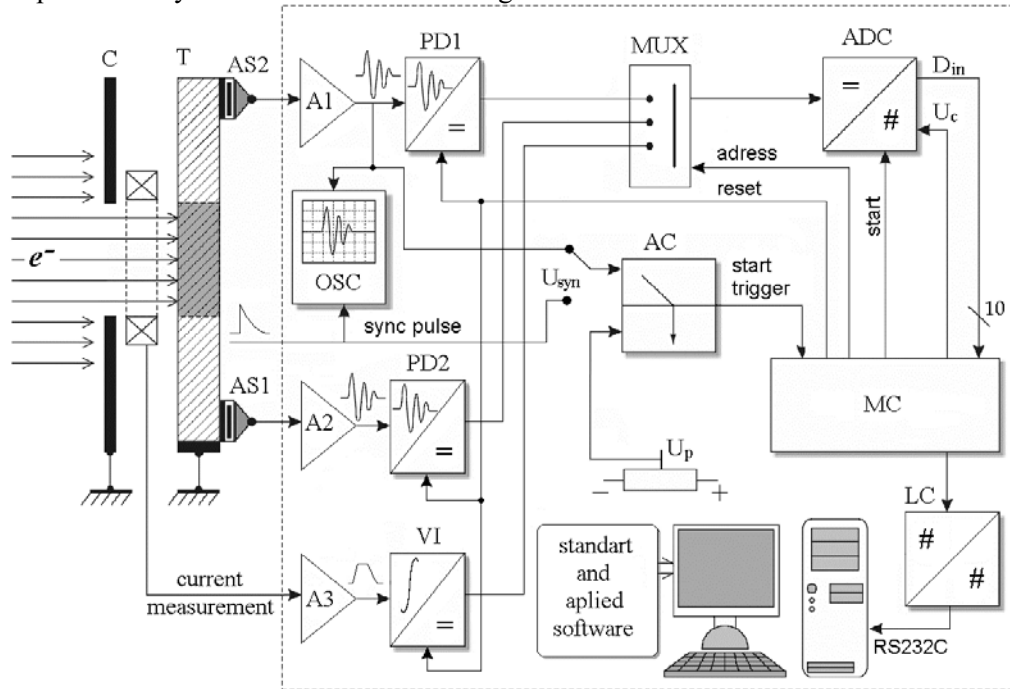 C
T
AS2
A1
PD1
=
MUX
ADC
=
#
D_in
U_c
adress
reset
start
e-
OSC
U_syn
AC
start
trigger
sync pulse
10
AS1
A2
PD2
=
MC
U_p
− +
LC
#
#
VI
A3
∫
=
current
measurement
standart
and
aplied
software
RS232C